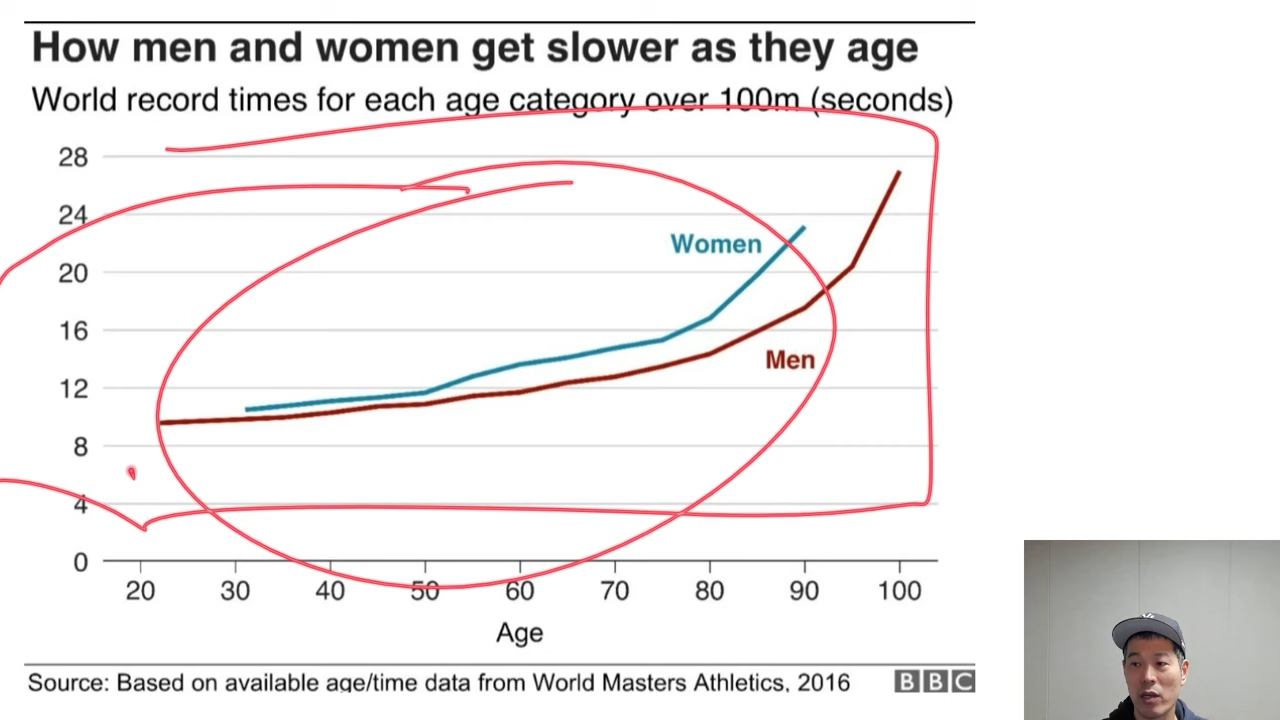 How men and women get slower as they age
World record times for each age category over 100m (seconds)
28
24
20
16
12
8
4
0
Women
Men
20 30 40 50 60 70 80 90 100
Age
Source: Based on available age/time data from World Masters Athletics, 2016
BBC